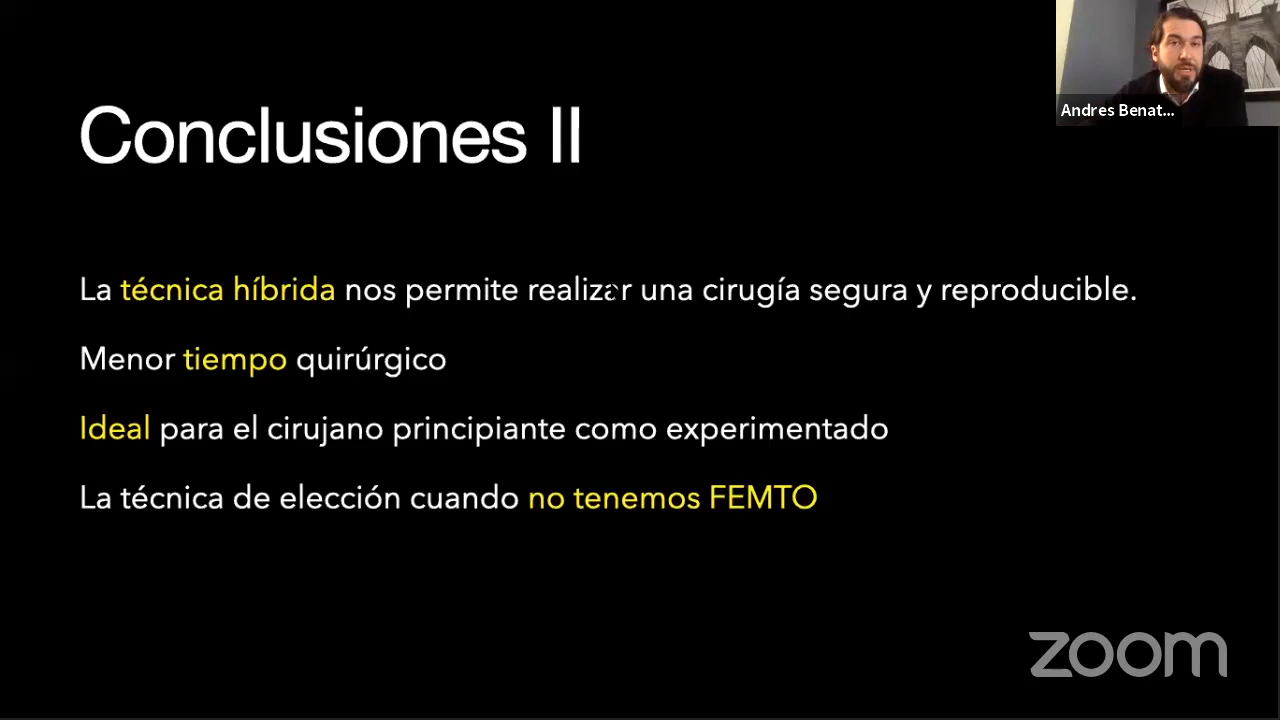 Andres Benat...
Conclusiones II
La técnica híbrida nos permite realizar una cirugía segura y reproducible.
Menor tiempo quirúrgico
Ideal para el cirujano principiante como experimentado
La técnica de elección cuando no tenemos FEMTO
zoom